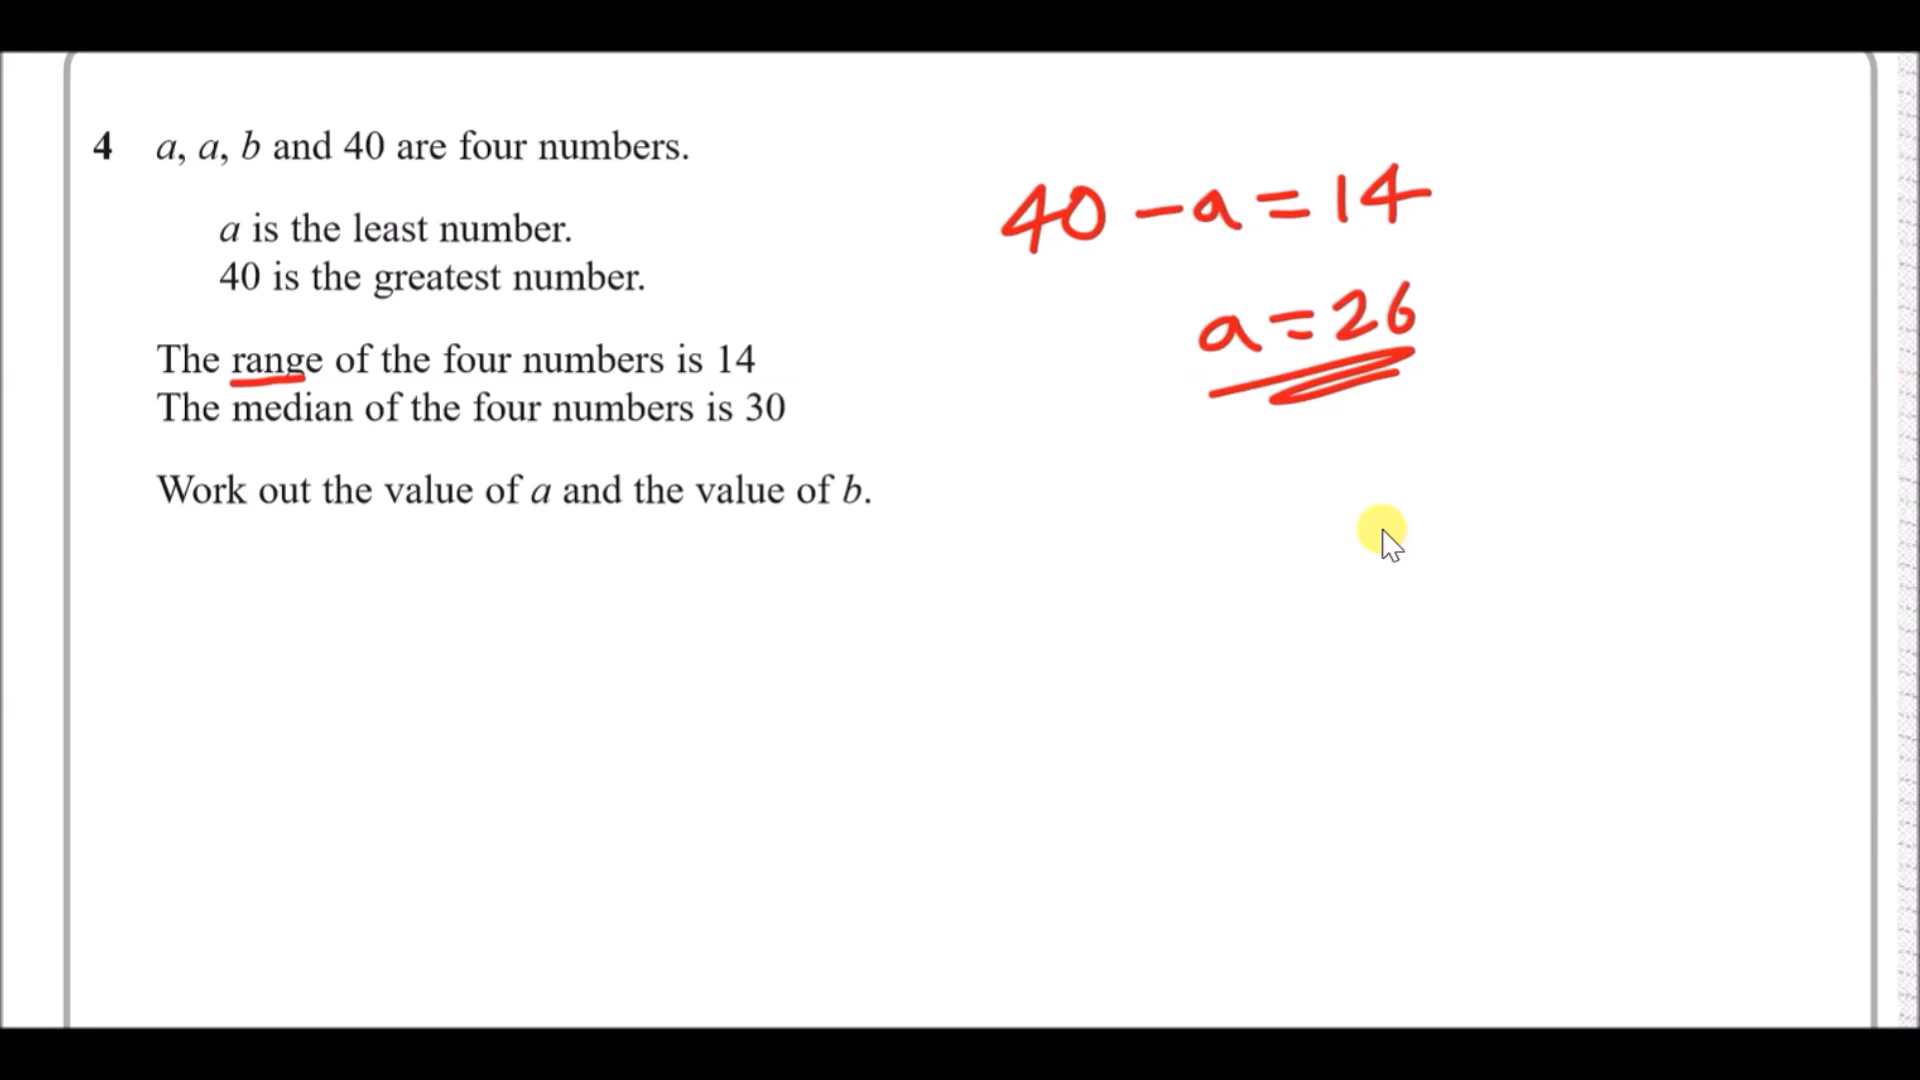 4 a, a, b and 40 are four numbers.
a is the least number.
40 is the greatest number.
The range of the four numbers is 14
The median of the four numbers is 30
Work out the value of a and the value of b.
40 - a = 14
a = 26